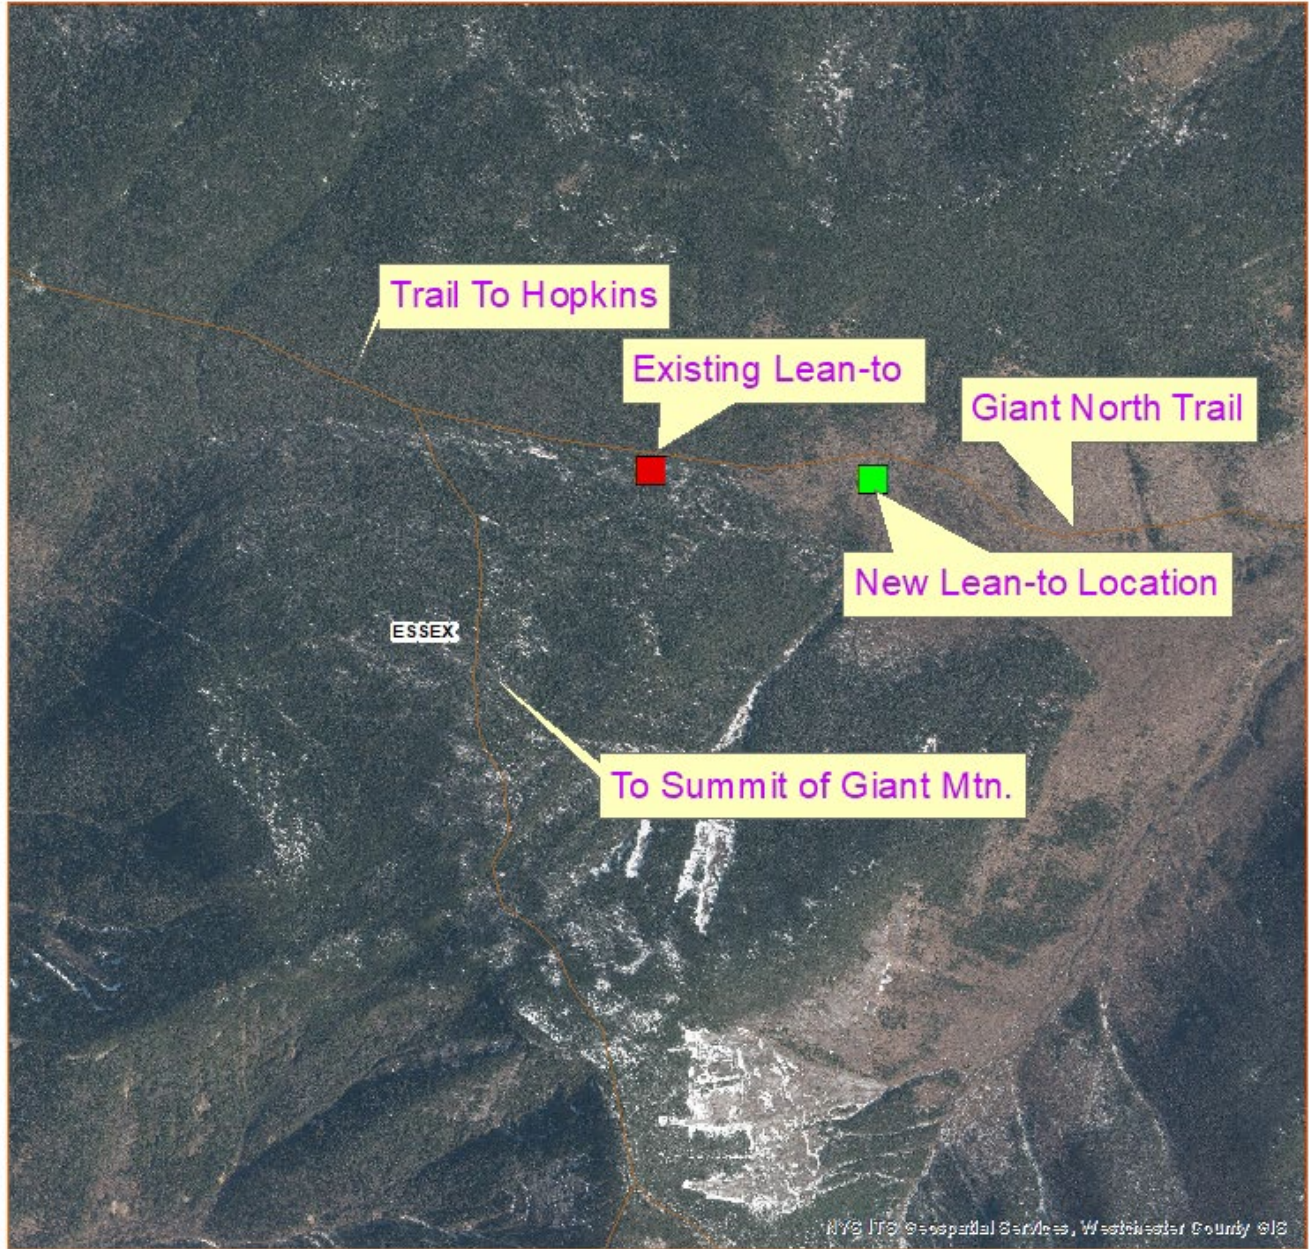 Trail To Hopkins
Existing Lean-to
Giant North Trail
New Lean-to Location
ESSEX
To Summit of Giant Mtn.
NYS ITS Geospatial Services, Westchester County GIS